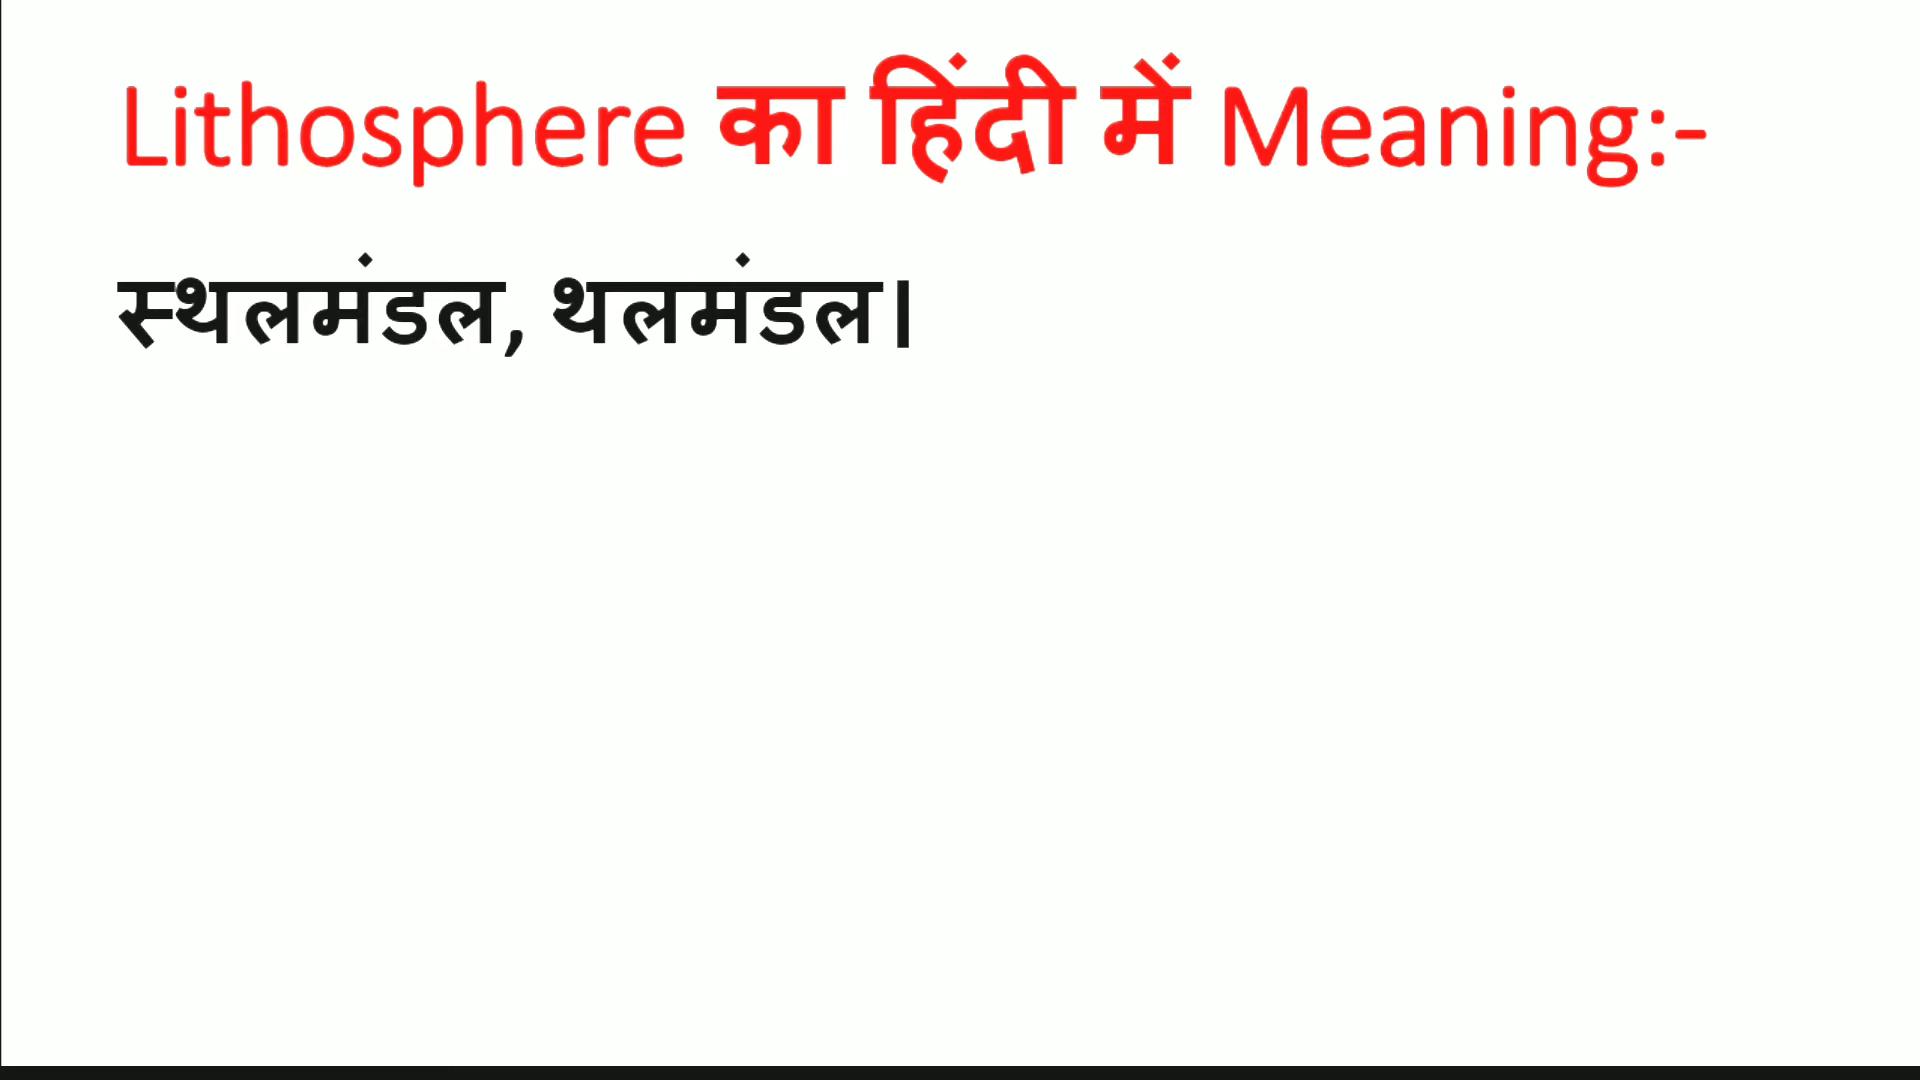 Lithosphere का हिंदी में Meaning:-
स्थलमंडल, थलमंडल।